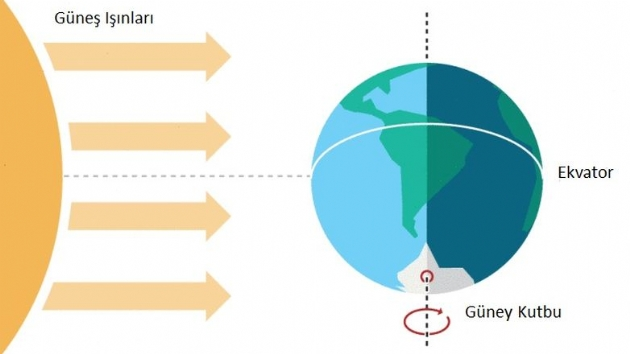 Güneş Işınları
Ekvator
Güney Kutbu